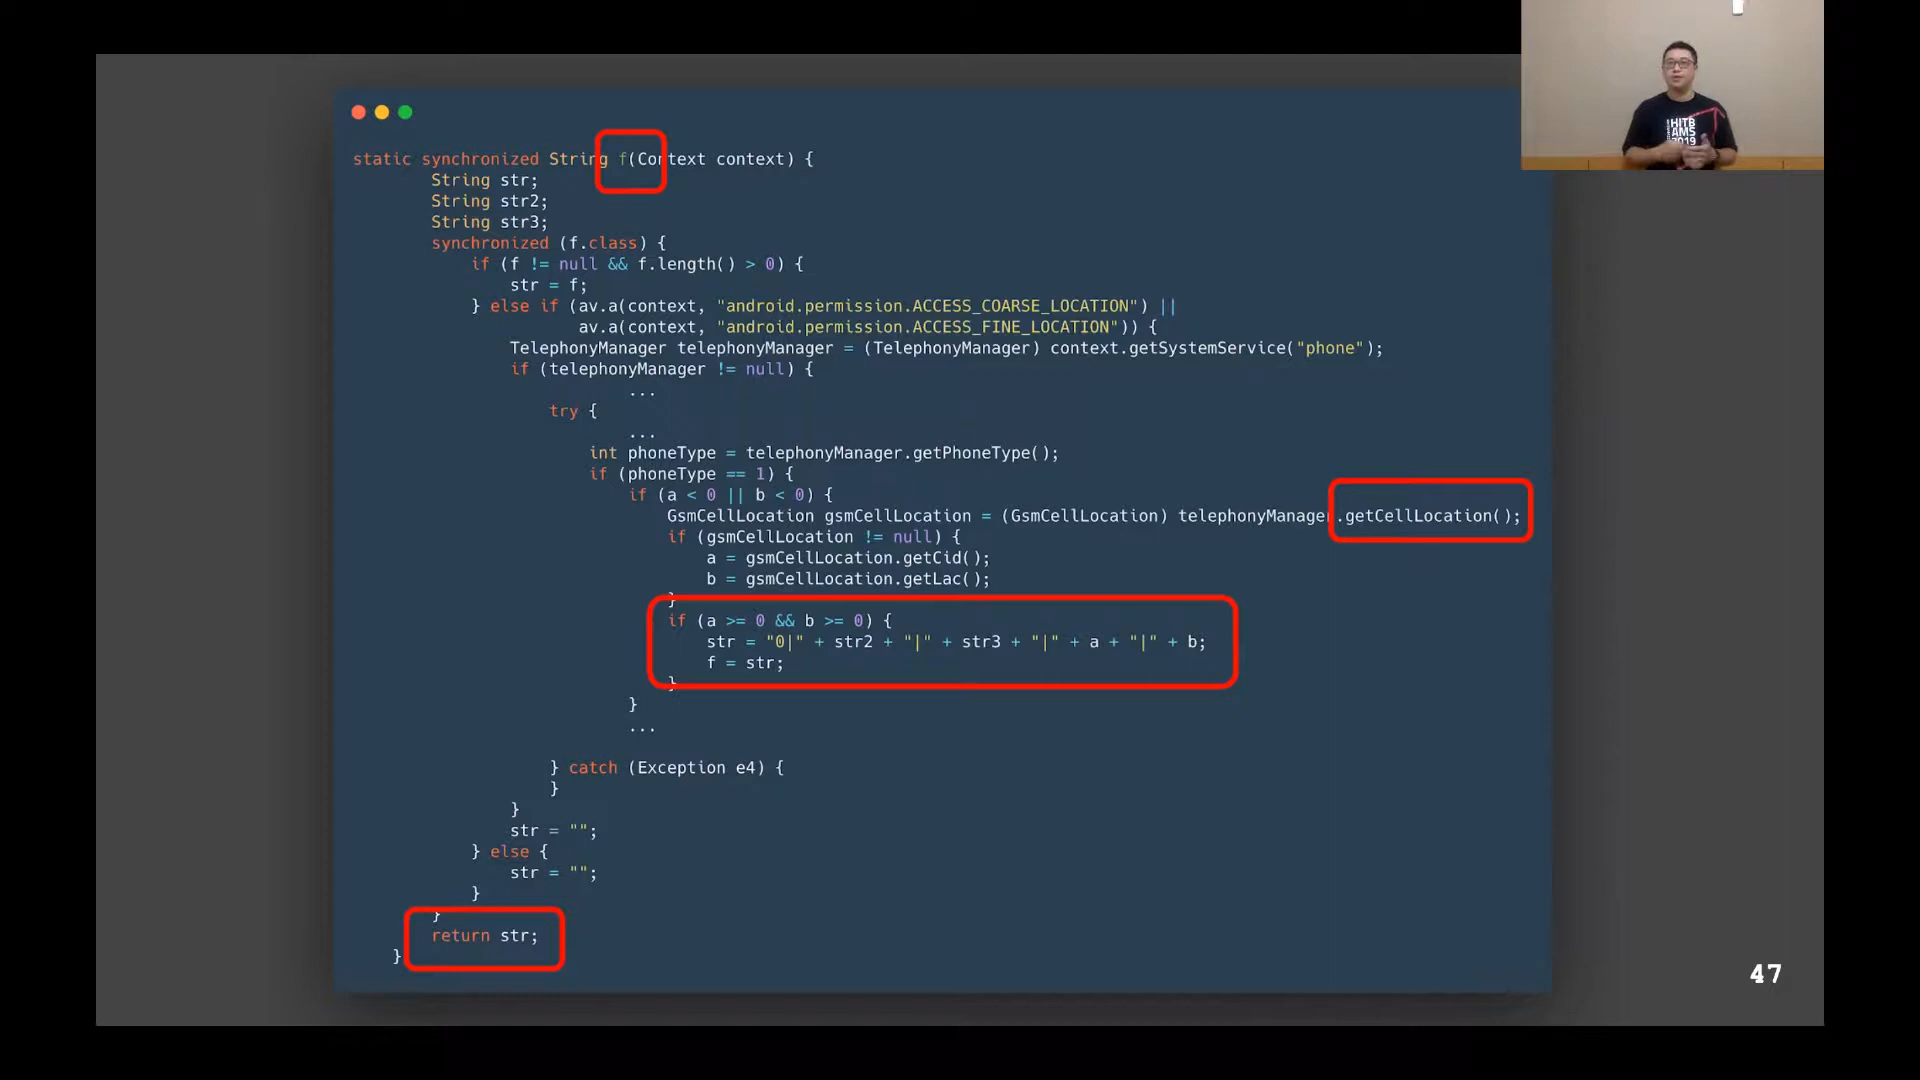 HITB
AMS
2019
static synchronized String f(Context context) {
String str;
String str2;
String str3;
synchronized (f.class) {
if (f != null && f.length() > 0) {
str = f;
} else if (av.a(context, "android.permission.ACCESS_COARSE_LOCATION") ||
av.a(context, "android.permission.ACCESS_FINE_LOCATION")) {
TelephonyManager telephonyManager = (TelephonyManager) context.getSystemService("phone");
if (telephonyManager != null) {
...
try {
...
int phoneType = telephonyManager.getPhoneType();
if (phoneType == 1) {
if (a < 0 || b < 0) {
GsmCellLocation gsmCellLocation = (GsmCellLocation) telephonyManager.getCellLocation();
if (gsmCellLocation != null) {
a = gsmCellLocation.getCid();
b = gsmCellLocation.getLac();
}
if (a >= 0 && b >= 0) {
str = "0|" + str2 + "|" + str3 + "|" + a + "|" + b;
f = str;
}
}
...
} catch (Exception e4) {
}
}
str = "";
} else {
str = "";
}
}
return str;
}
47